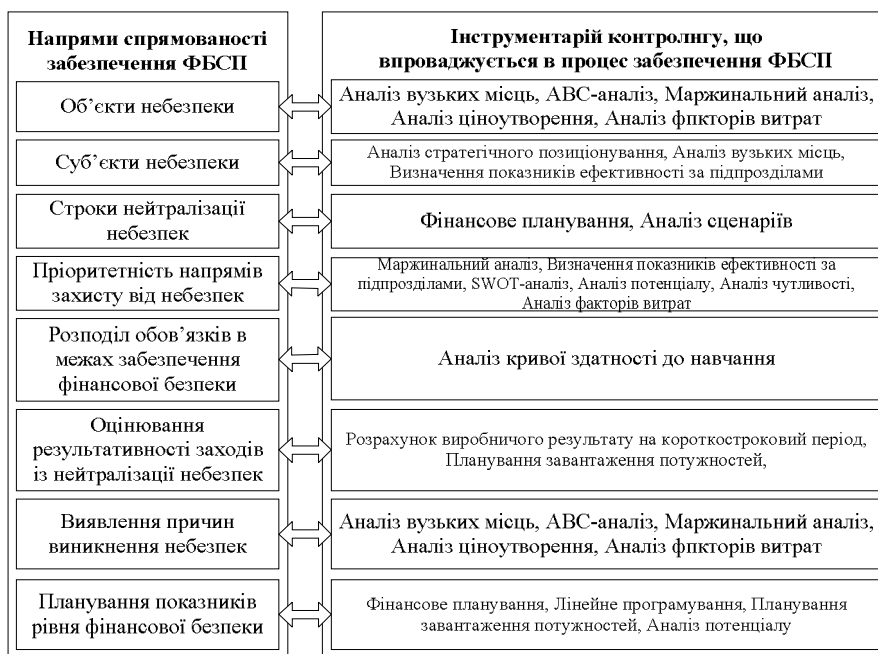 Напрями спрямованості
забезпечення ФБСП
Інструментарій контролнгу, що
впроваджується в процес забезпечення ФБСП
Об’єкти небезпеки
Аналіз вузьких місць, АВС-аналіз, Маржинальний аналіз,
Аналіз ціноутворення, Аналіз фпкторів витрат
Суб’єкти небезпеки
Аналіз стратегічного позиціонування, Аналіз вузьких місць,
Визначення показників ефективності за підпрозділами
Строки нейтралізації
небезпек
Фінансове планування, Аналіз сценаріїв
Пріоритетність напрямів
захисту від небезпек
Маржинальний аналіз, Визначення показників ефективності за
підпрозділами, SWOT-аналіз, Аналіз потенціалу, Аналіз чутливості,
Аналіз факторів витрат
Розподіл обов’язків в
межах забезпечення
фінансової безпеки
Аналіз кривої здатності до навчання
Оцінювання
результативності заходів
із нейтралізації небезпек
Розрахунок виробничого результату на короткостроковий період,
Планування завантаження потужностей,
Виявлення причин
виникнення небезпек
Аналіз вузьких місць, АВС-аналіз, Маржинальний аналіз,
Аналіз ціноутворення, Аналіз фпкторів витрат
Планування показників
рівня фінансової безпеки
Фінансове планування, Лінейне програмування, Планування
завантаження потужностей, Аналіз потенціалу